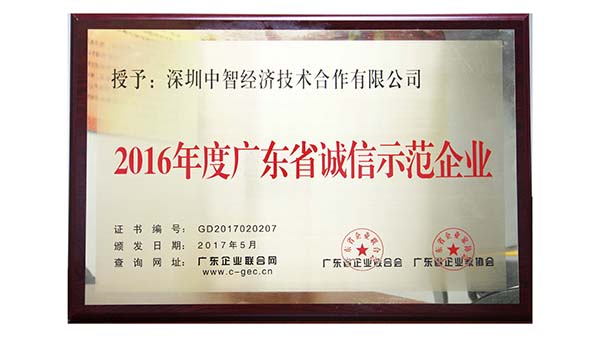 授予：深圳中智经济技术合作有限公司
2016年度广东省诚信示范企业
证书编号：GD2017020207
颁发日期：2017年5月
查询网址：广东企业联合网
www.c-gec.cn
广东省企业联合会 广东省企业家协会